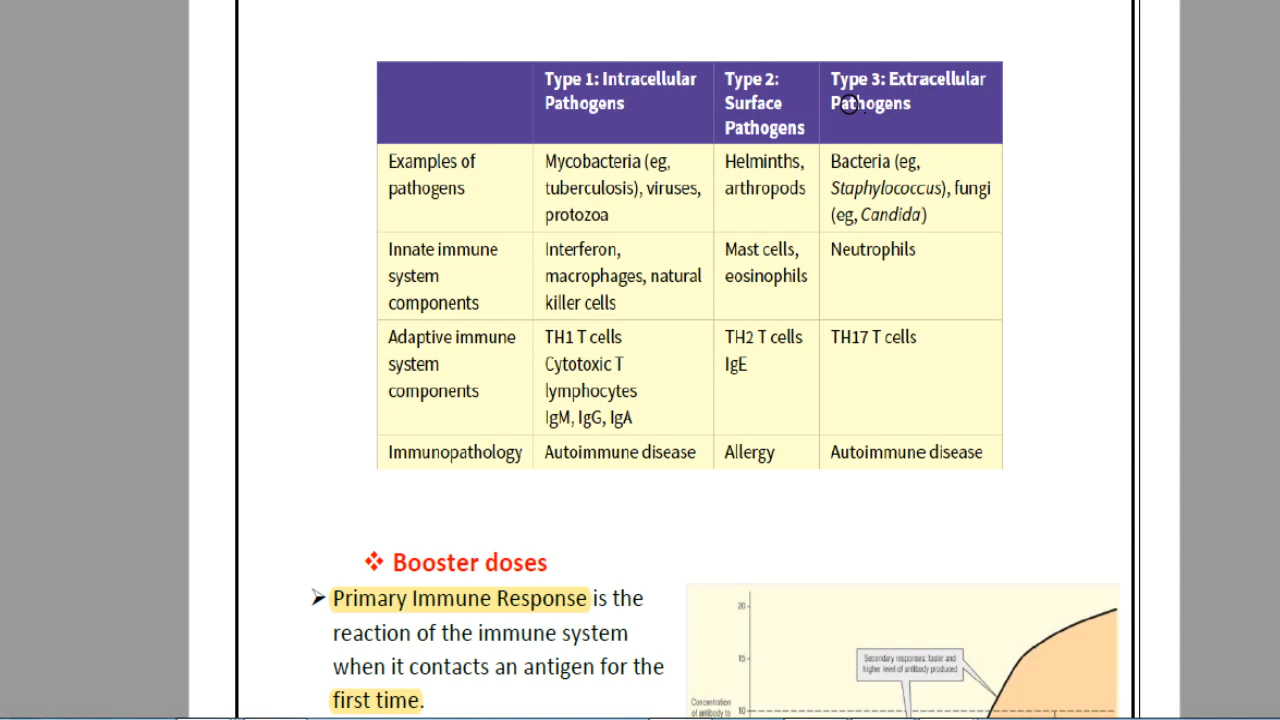 Type 1: Intracellular
Pathogens
Type 2:
Surface
Pathogens
Type 3: Extracellular
Pathogens
Examples of
pathogens
Mycobacteria (eg,
tuberculosis), viruses,
protozoa
Helminths,
arthropods
Bacteria (eg,
Staphylococcus), fungi
(eg, Candida)
Innate immune
system
components
Interferon,
macrophages, natural
killer cells
Mast cells,
eosinophils
Neutrophils
Adaptive immune
system
components
TH1 T cells
Cytotoxic T
lymphocytes
IgM, IgG, IgA
TH2 T cells
IgE
TH17 T cells
Immunopathology
Autoimmune disease
Allergy
Autoimmune disease
❖ Booster doses
➢ Primary Immune Response is the
reaction of the immune system
when it contacts an antigen for the
first time.
20
15
Secondary responses: faster and
higher level of antibody produced
Concentration
of antibody to
10